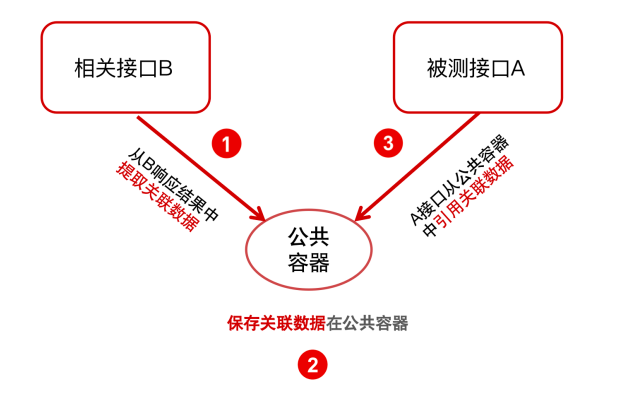 相关接口B
被测接口A
1
3
从B响应结果中
提取关联数据
A接口从公共容器
中引用关联数据
公共
容器
保存关联数据在公共容器
2